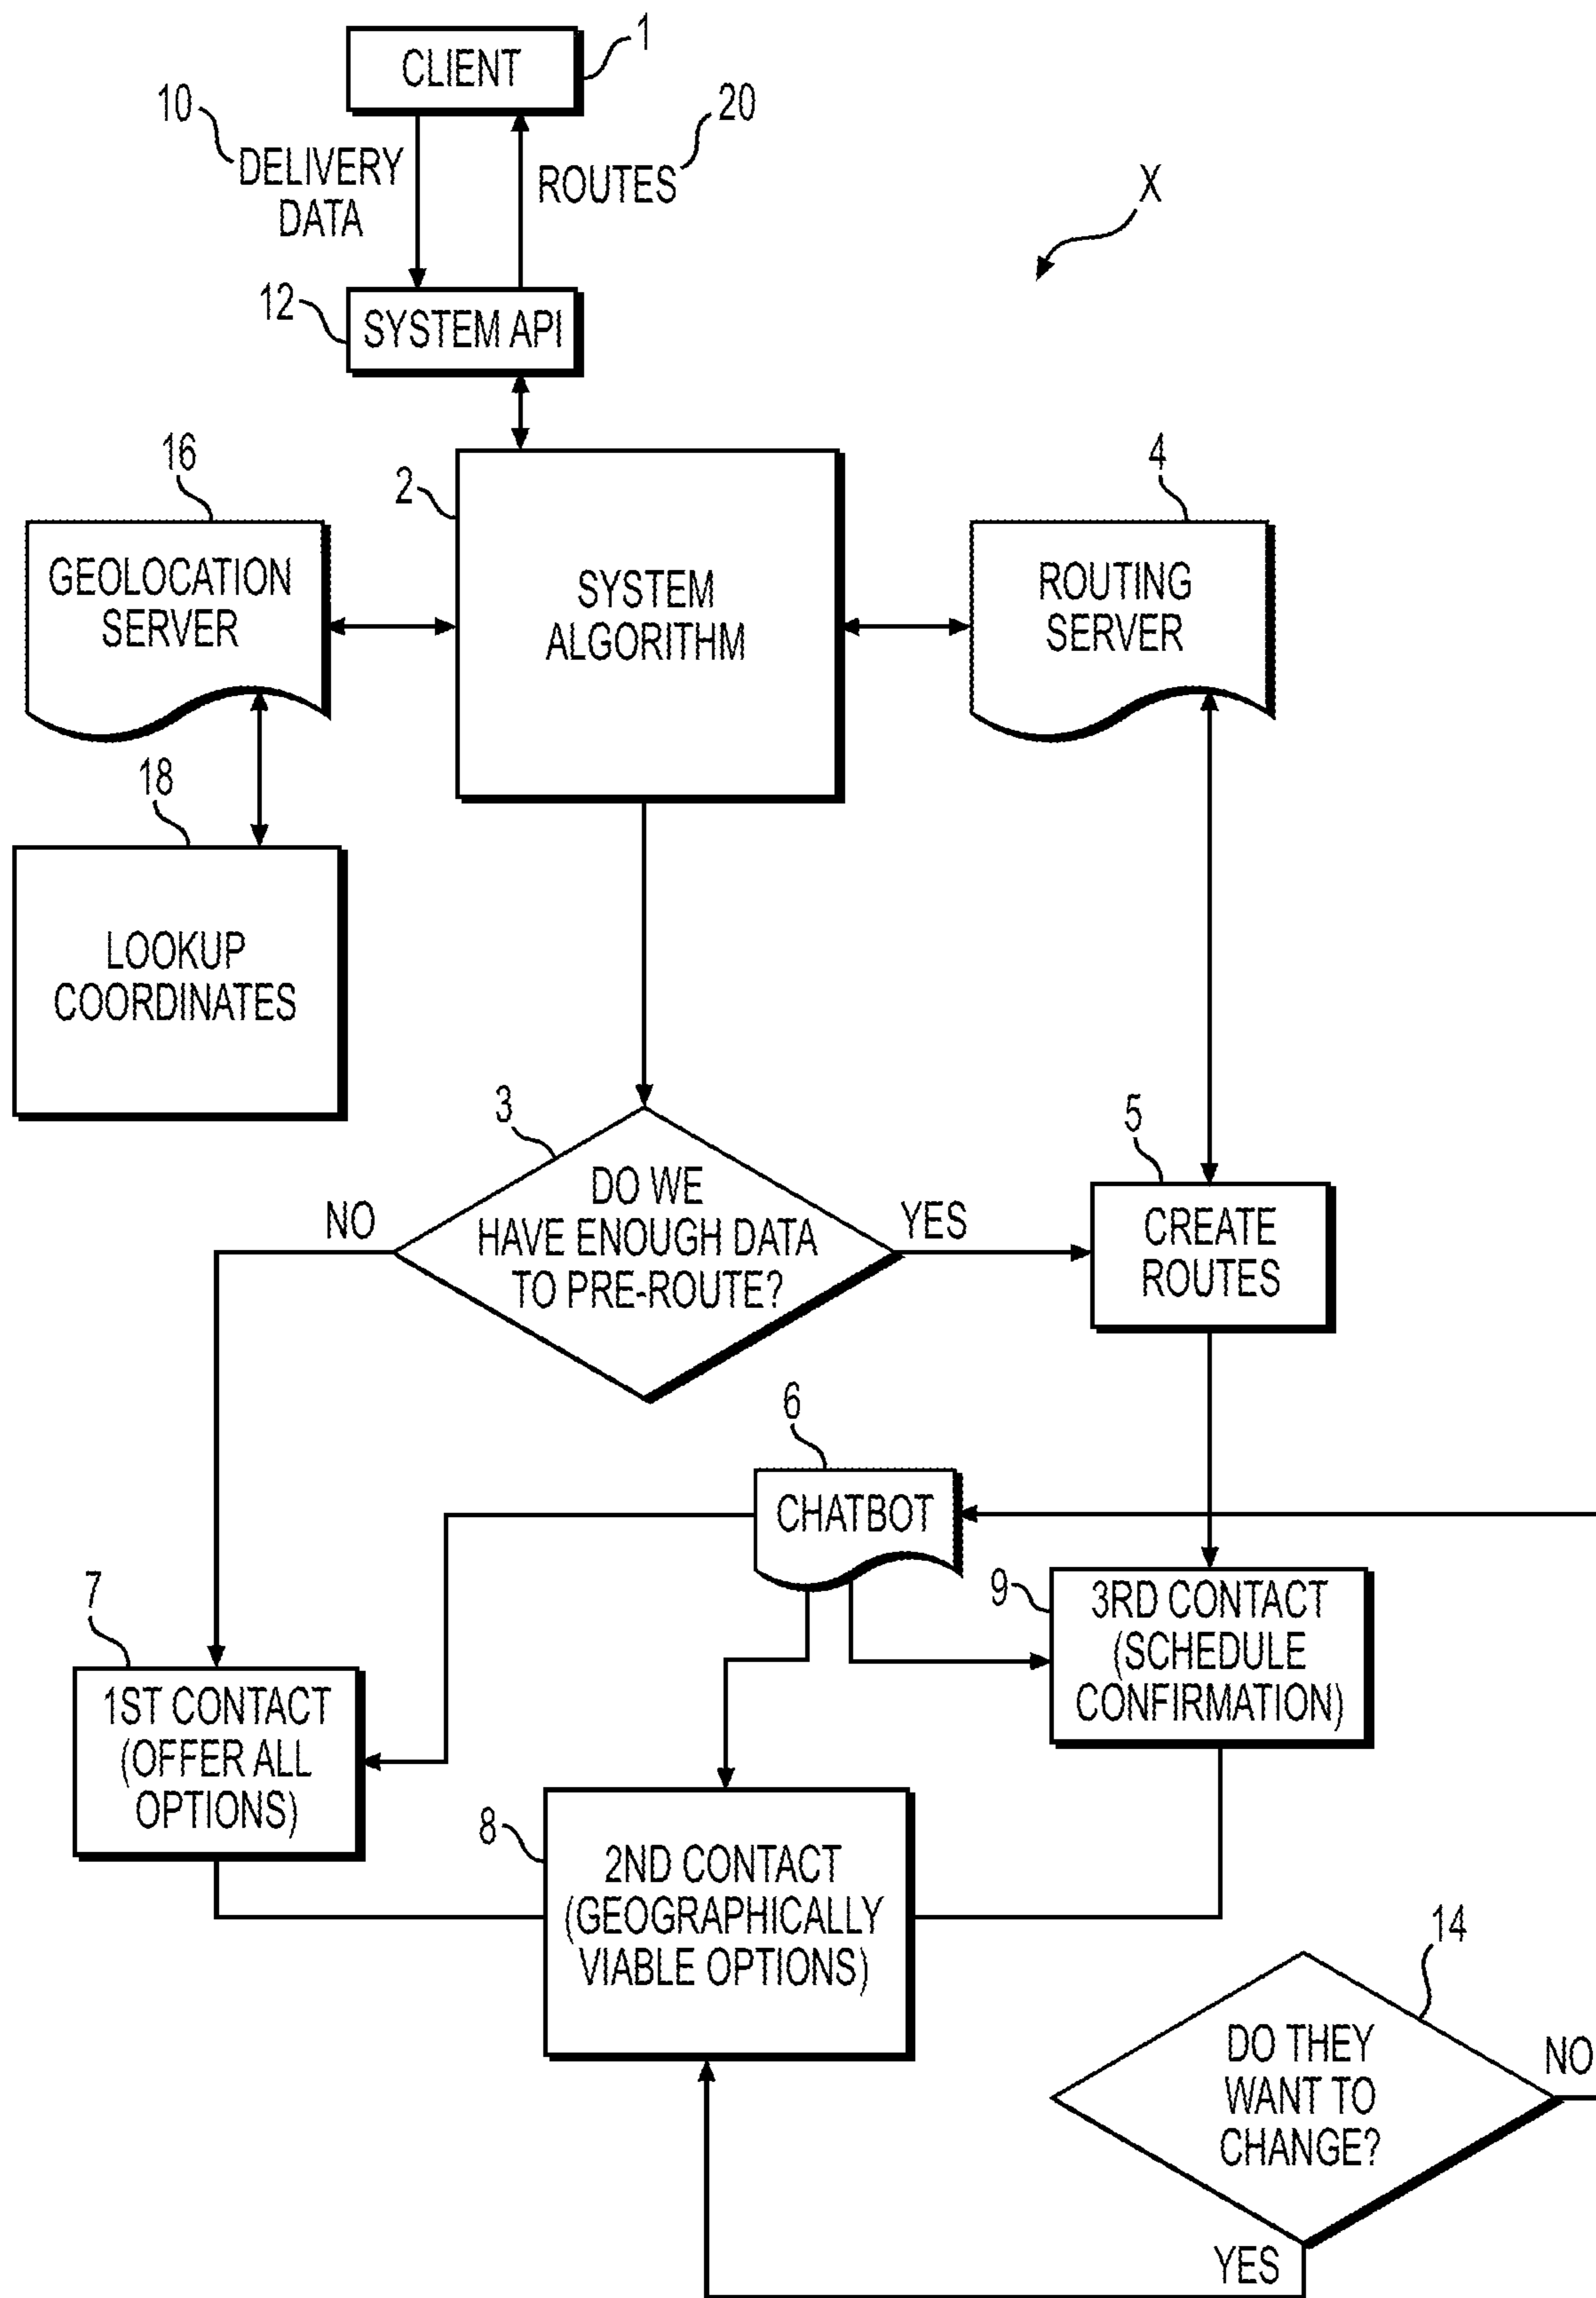 1
CLIENT
10
20
DELIVERY
DATA
ROUTES
X
12
SYSTEM API
16
2
4
GEOLOCATION
SERVER
SYSTEM
ALGORITHM
ROUTING
SERVER
18
LOOKUP
COORDINATES
3
5
DO WE
HAVE ENOUGH DATA
TO PRE-ROUTE?
NO
YES
CREATE
ROUTES
6
CHATBOT
7
9
3RD CONTACT
(SCHEDULE
CONFIRMATION)
1ST CONTACT
(OFFER ALL
OPTIONS)
8
2ND CONTACT
(GEOGRAPHICALLY
VIABLE OPTIONS)
14
DO THEY
WANT TO
CHANGE?
NO
YES